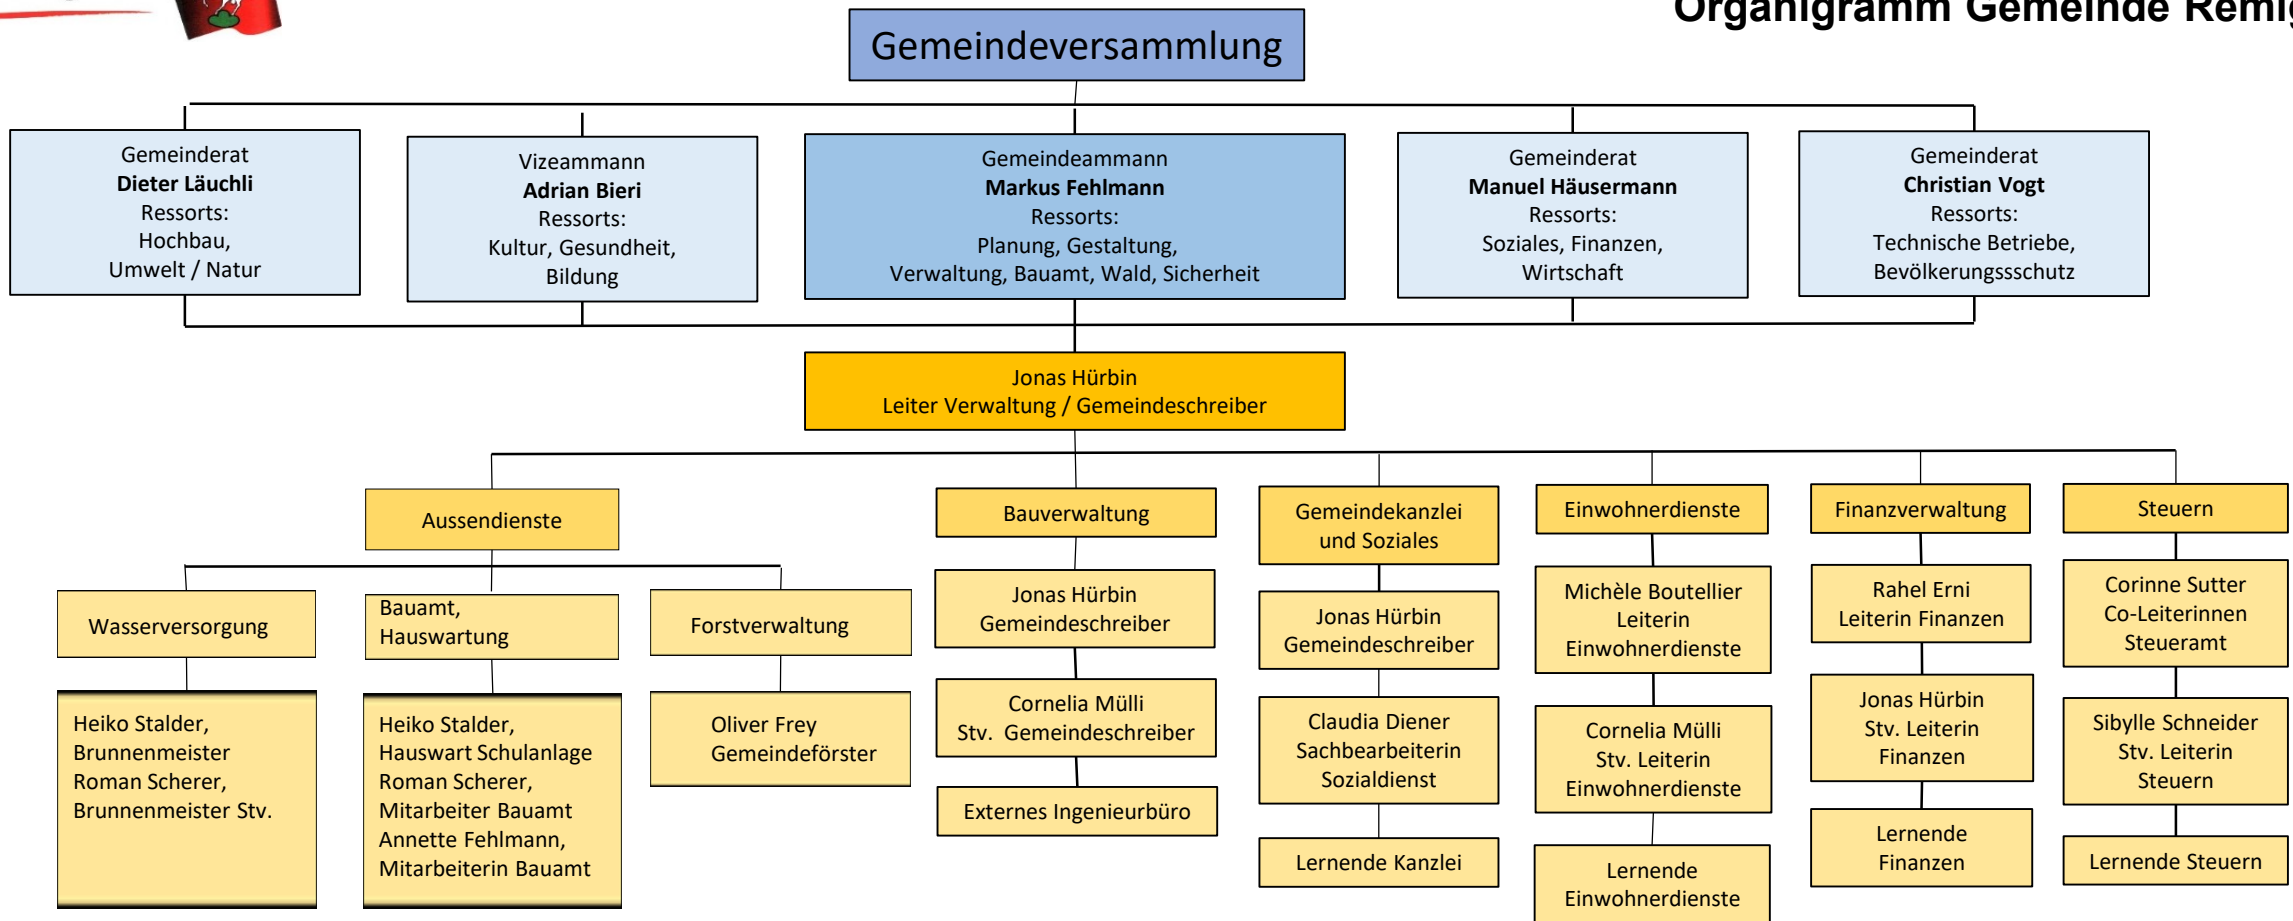 Organigramm Gemeinde Remig
Gemeindeversammlung
Gemeinderat
Dieter Läuchli
Ressorts:
Hochbau,
Umwelt / Natur
Vizeammann
Adrian Bieri
Ressorts:
Kultur, Gesundheit,
Bildung
Gemeindeammann
Markus Fehlmann
Ressorts:
Planung, Gestaltung,
Verwaltung, Bauamt, Wald, Sicherheit
Gemeinderat
Manuel Häusermann
Ressorts:
Soziales, Finanzen,
Wirtschaft
Gemeinderat
Christian Vogt
Ressorts:
Technische Betriebe,
Bevölkerungssschutz
Jonas Hürbin
Leiter Verwaltung / Gemeindeschreiber
Aussendienste
Wasserversorgung
Heiko Stalder,
Brunnenmeister
Roman Scherer,
Brunnenmeister Stv.
Bauamt,
Hauswartung
Heiko Stalder,
Hauswart Schulanlage
Roman Scherer,
Mitarbeiter Bauamt
Annette Fehlmann,
Mitarbeiterin Bauamt
Forstverwaltung
Oliver Frey
Gemeindeförster
Bauverwaltung
Jonas Hürbin
Gemeindeschreiber
Cornelia Mülli
Stv. Gemeindeschreiber
Externes Ingenieurbüro
Gemeindekanzlei
und Soziales
Jonas Hürbin
Gemeindeschreiber
Claudia Diener
Sachbearbeiterin
Sozialdienst
Lernende Kanzlei
Einwohnerdienste
Michèle Boutellier
Leiterin
Einwohnerdienste
Cornelia Mülli
Stv. Leiterin
Einwohnerdienste
Lernende
Einwohnerdienste
Finanzverwaltung
Rahel Erni
Leiterin Finanzen
Jonas Hürbin
Stv. Leiterin
Finanzen
Lernende
Finanzen
Steuern
Corinne Sutter
Co-Leiterinnen
Steueramt
Sibylle Schneider
Stv. Leiterin
Steuern
Lernende Steuern